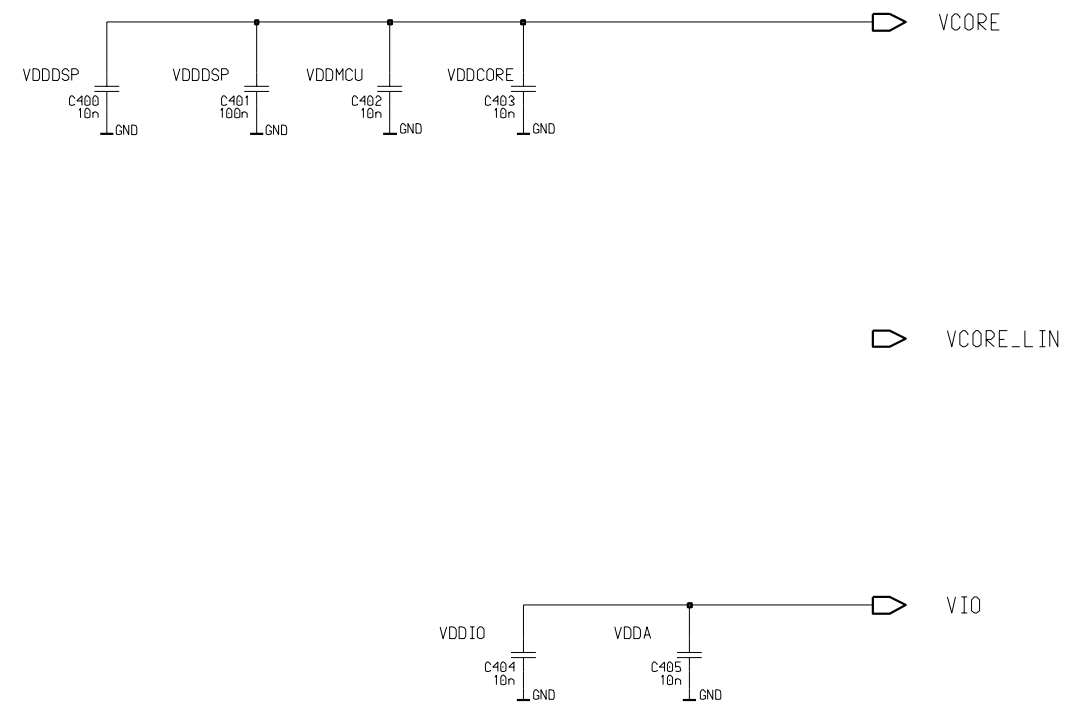 VCORE
VDDDSP
VDDDSP
VDDMCU
VDDCORE
C400
C401
C402
C403
10n
100n
10n
10n
GND
GND
GND
GND
VCORE_LIN
VIO
VDDIO
VDDA
C404
C405
10n
10n
GND
GND